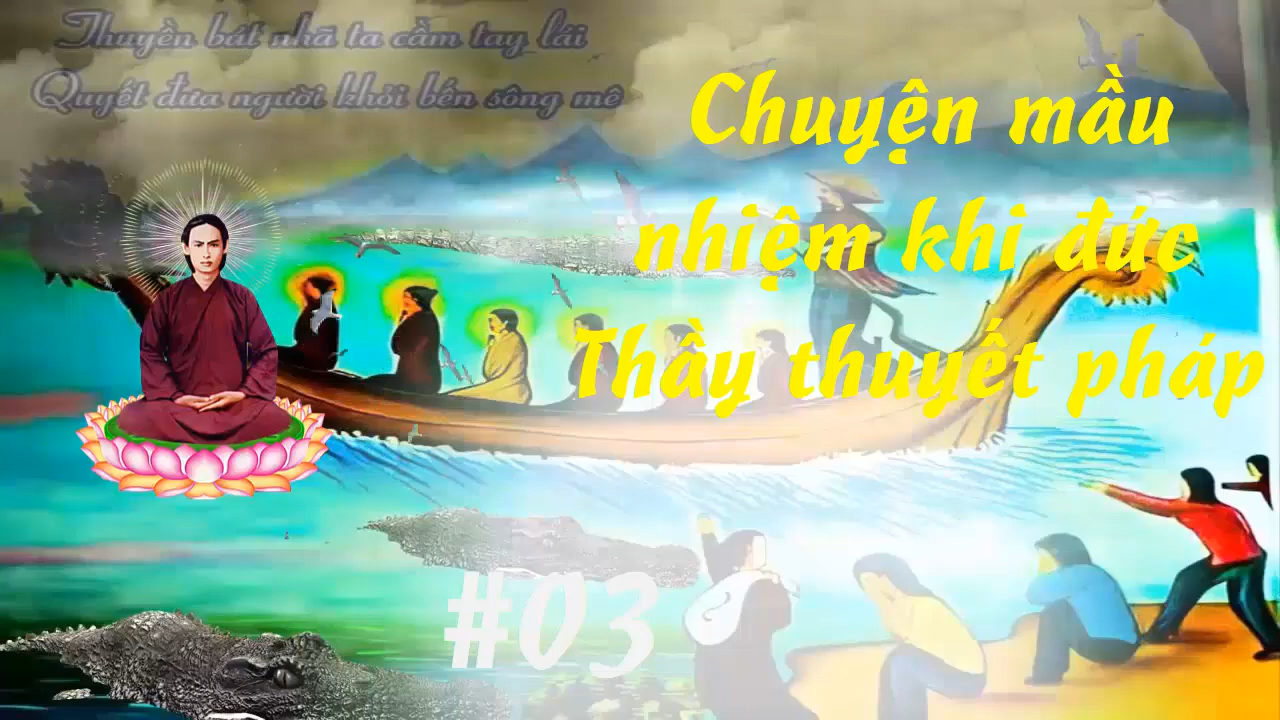 Thuyền bát nhã ta cầm tay lái
Quyết đưa người khỏi bến sông mê
Chuyện mầu
nhiệm khi đức
Thầy thuyết pháp
#03